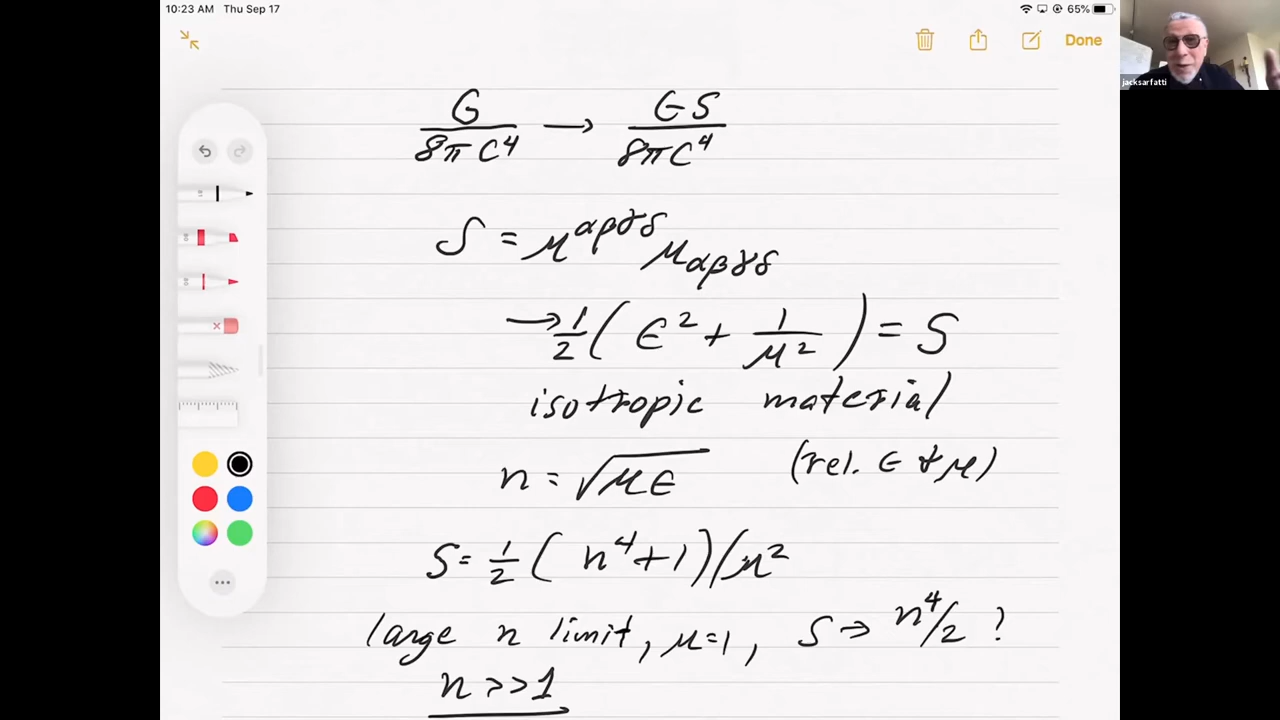 10:23 AM Thu Sep 17
65%
Done
jacksarfatti
G/8πC⁴ → GS/8πC⁴
S = μ^αβγδ μ_αβγδ
→ 1/2 ( ϵ² + 1/μ² ) = S
isotropic material
n = √μϵ (rel. ϵ & μ)
S = 1/2 ( n⁴+1)/μ²
large n limit, μ=1, S ⇒ n⁴/2 ?
n >> 1